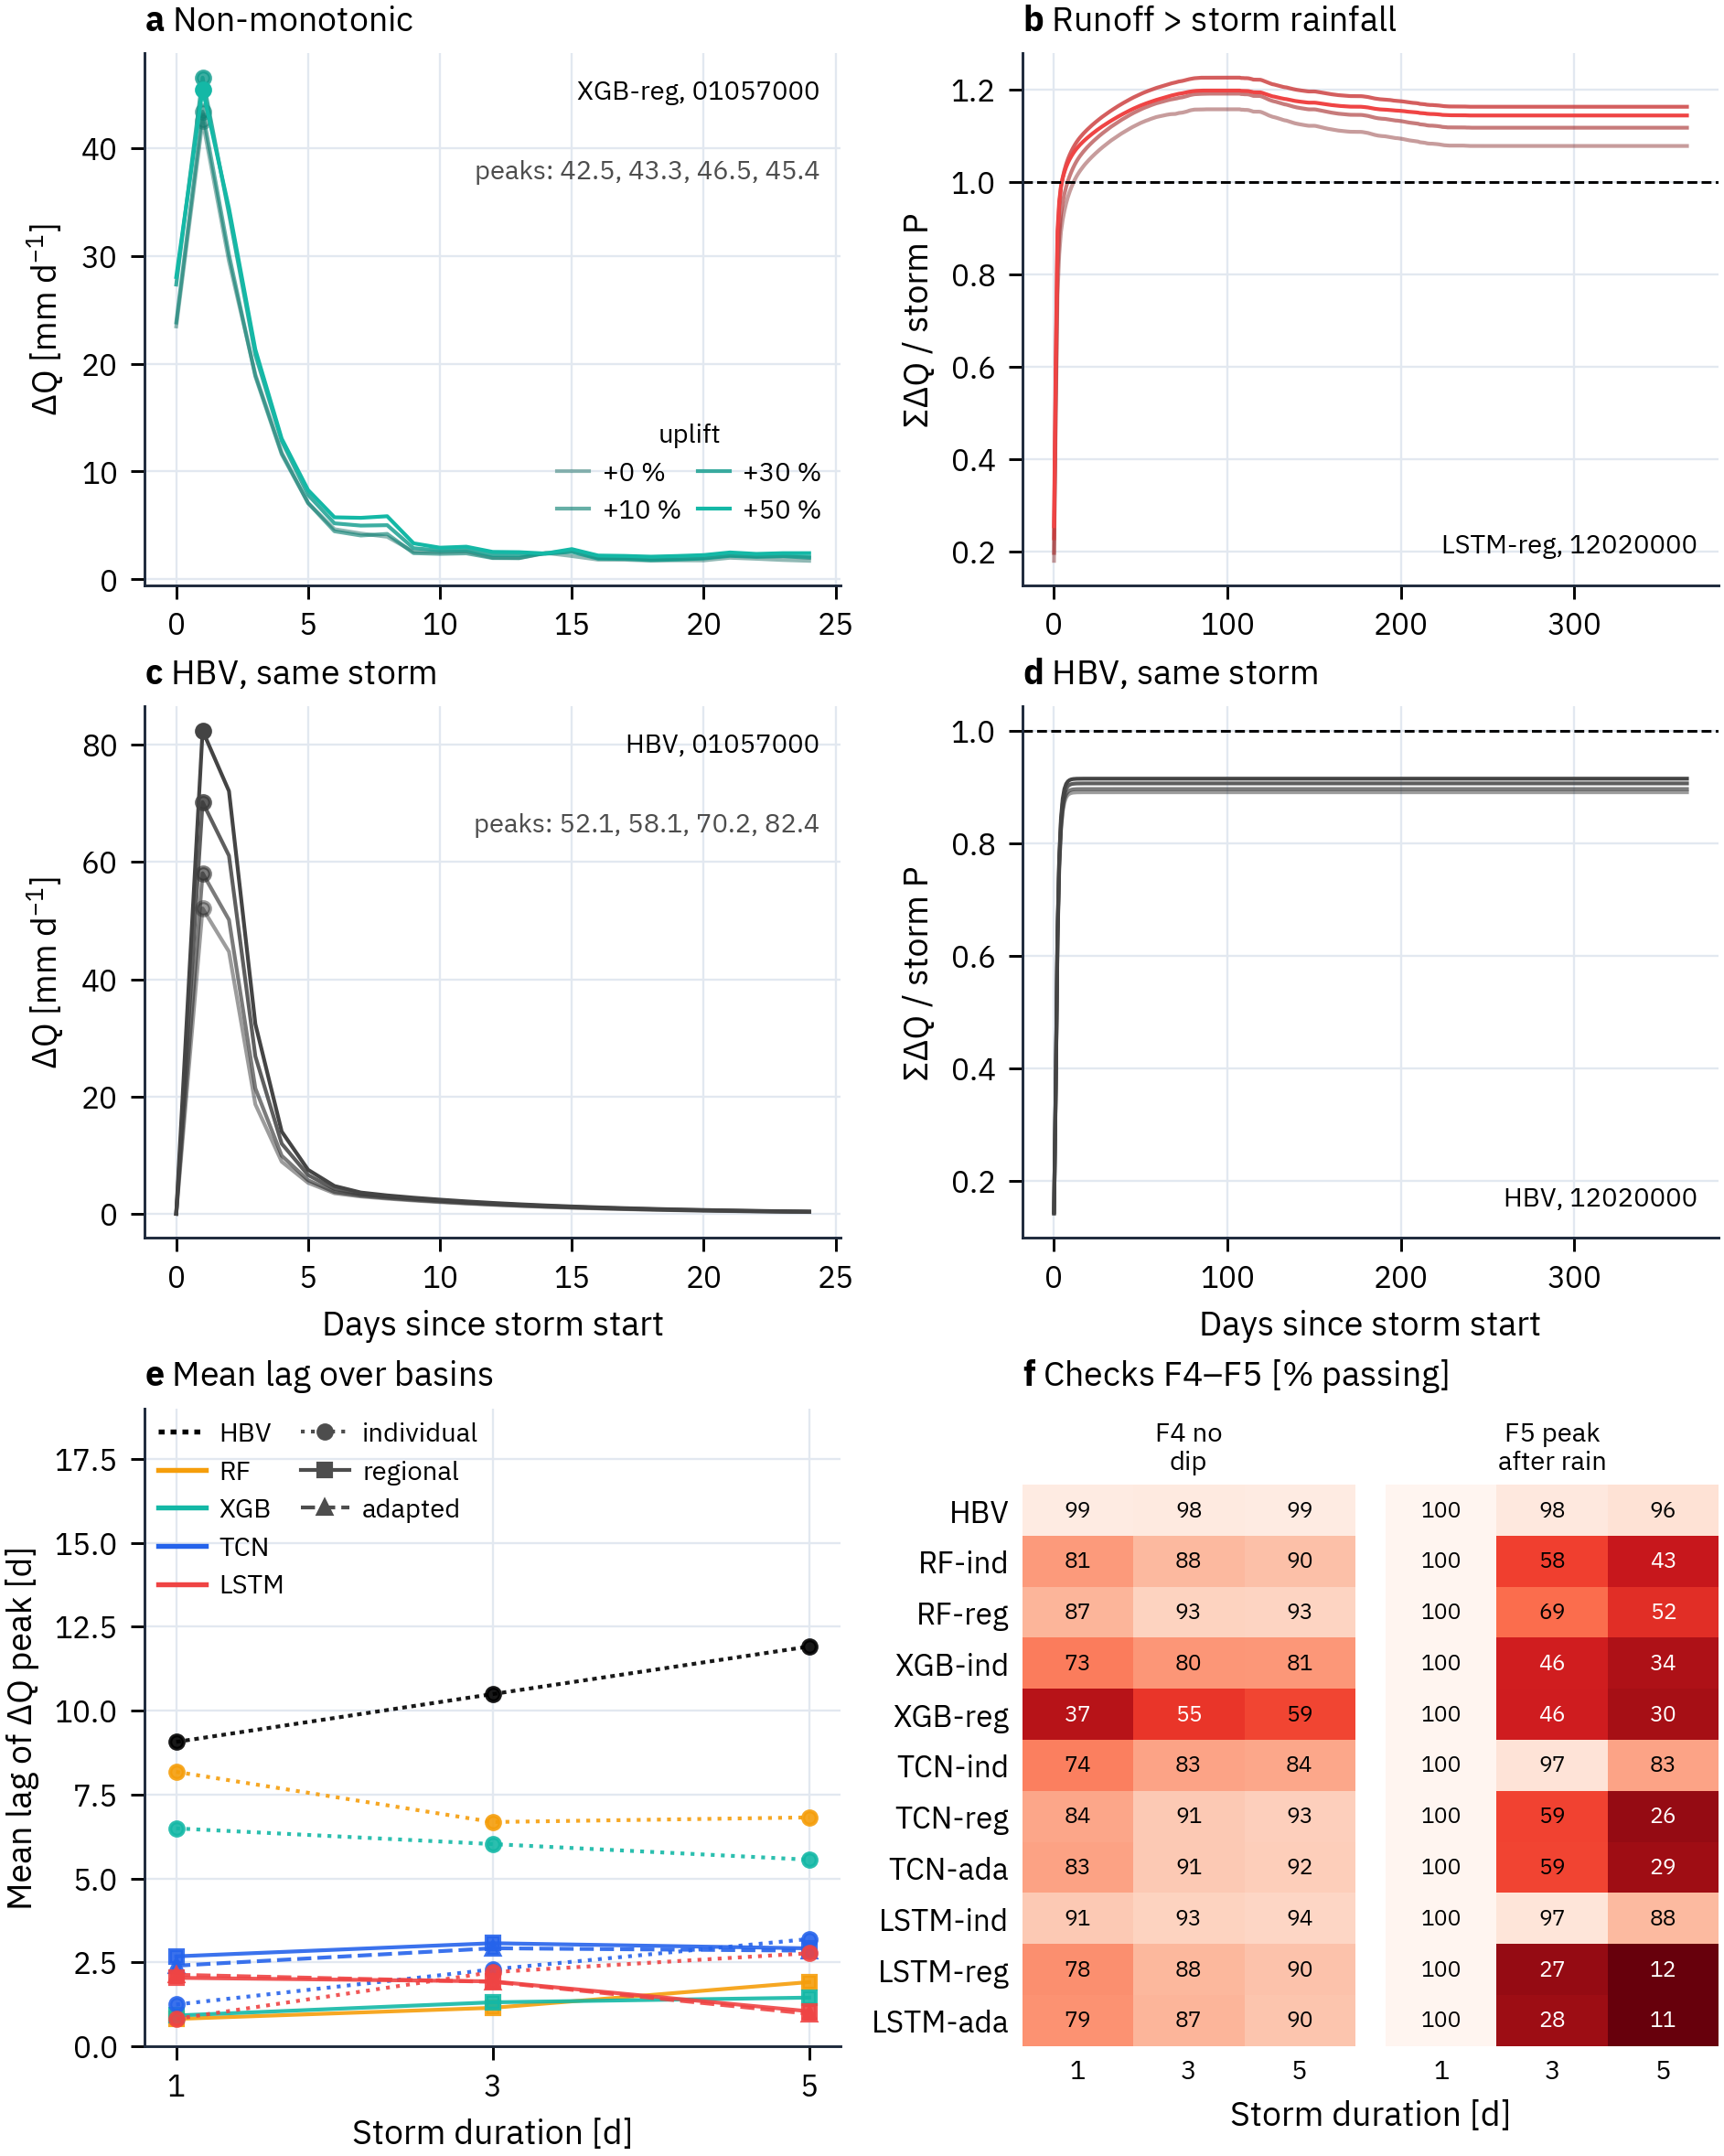 a Non-monotonic
XGB-reg, 01057000
peaks: 42.5, 43.3, 46.5, 45.4
ΔQ [mm d⁻¹]
40
30
20
10
0
uplift
+0 %
+30 %
+10 %
+50 %
0 5 10 15 20 25
b Runoff > storm rainfall
ΣΔQ / storm P
1.2
1.0
0.8
0.6
0.4
0.2
LSTM-reg, 12020000
0 100 200 300
c HBV, same storm
HBV, 01057000
peaks: 52.1, 58.1, 70.2, 82.4
ΔQ [mm d⁻¹]
80
60
40
20
0
0 5 10 15 20 25
Days since storm start
d HBV, same storm
ΣΔQ / storm P
1.0
0.8
0.6
0.4
0.2
HBV, 12020000
0 100 200 300
Days since storm start
e Mean lag over basins
HBV
RF
XGB
TCN
LSTM
individual
regional
adapted
Mean lag of ΔQ peak [d]
17.5
15.0
12.5
10.0
7.5
5.0
2.5
0.0
1 3 5
Storm duration [d]
f Checks F4–F5 [% passing]
F4 no
dip
F5 peak
after rain
HBV 99 98 99 100 98 96
RF-ind 81 88 90 100 58 43
RF-reg 87 93 93 100 69 52
XGB-ind 73 80 81 100 46 34
XGB-reg 37 55 59 100 46 30
TCN-ind 74 83 84 100 97 83
TCN-reg 84 91 93 100 59 26
TCN-ada 83 91 92 100 59 29
LSTM-ind 91 93 94 100 97 88
LSTM-reg 78 88 90 100 27 12
LSTM-ada 79 87 90 100 28 11
1 3 5 1 3 5
Storm duration [d]